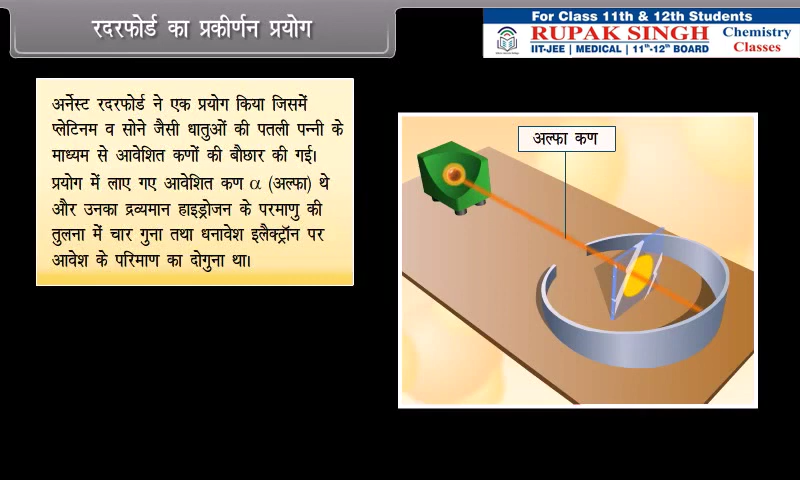 रदरफोर्ड का प्रकीर्णन प्रयोग
For Class 11th & 12th Students
RUPAK SINGH
IIT-JEE | MEDICAL | 11th-12th BOARD
Chemistry
Classes
अर्नेस्ट रदरफोर्ड ने एक प्रयोग किया जिसमें
प्लेटिनम व सोने जैसी धातुओं की पतली पन्नी के
माध्यम से आवेशित कणों की बौछार की गई।
प्रयोग में लाए गए आवेशित कण α (अल्फा) थे
और उनका द्रव्यमान हाइड्रोजन के परमाणु की
तुलना में चार गुना तथा धनावेश इलैक्ट्रॉन पर
आवेश के परिमाण का दोगुना था।
अल्फा कण